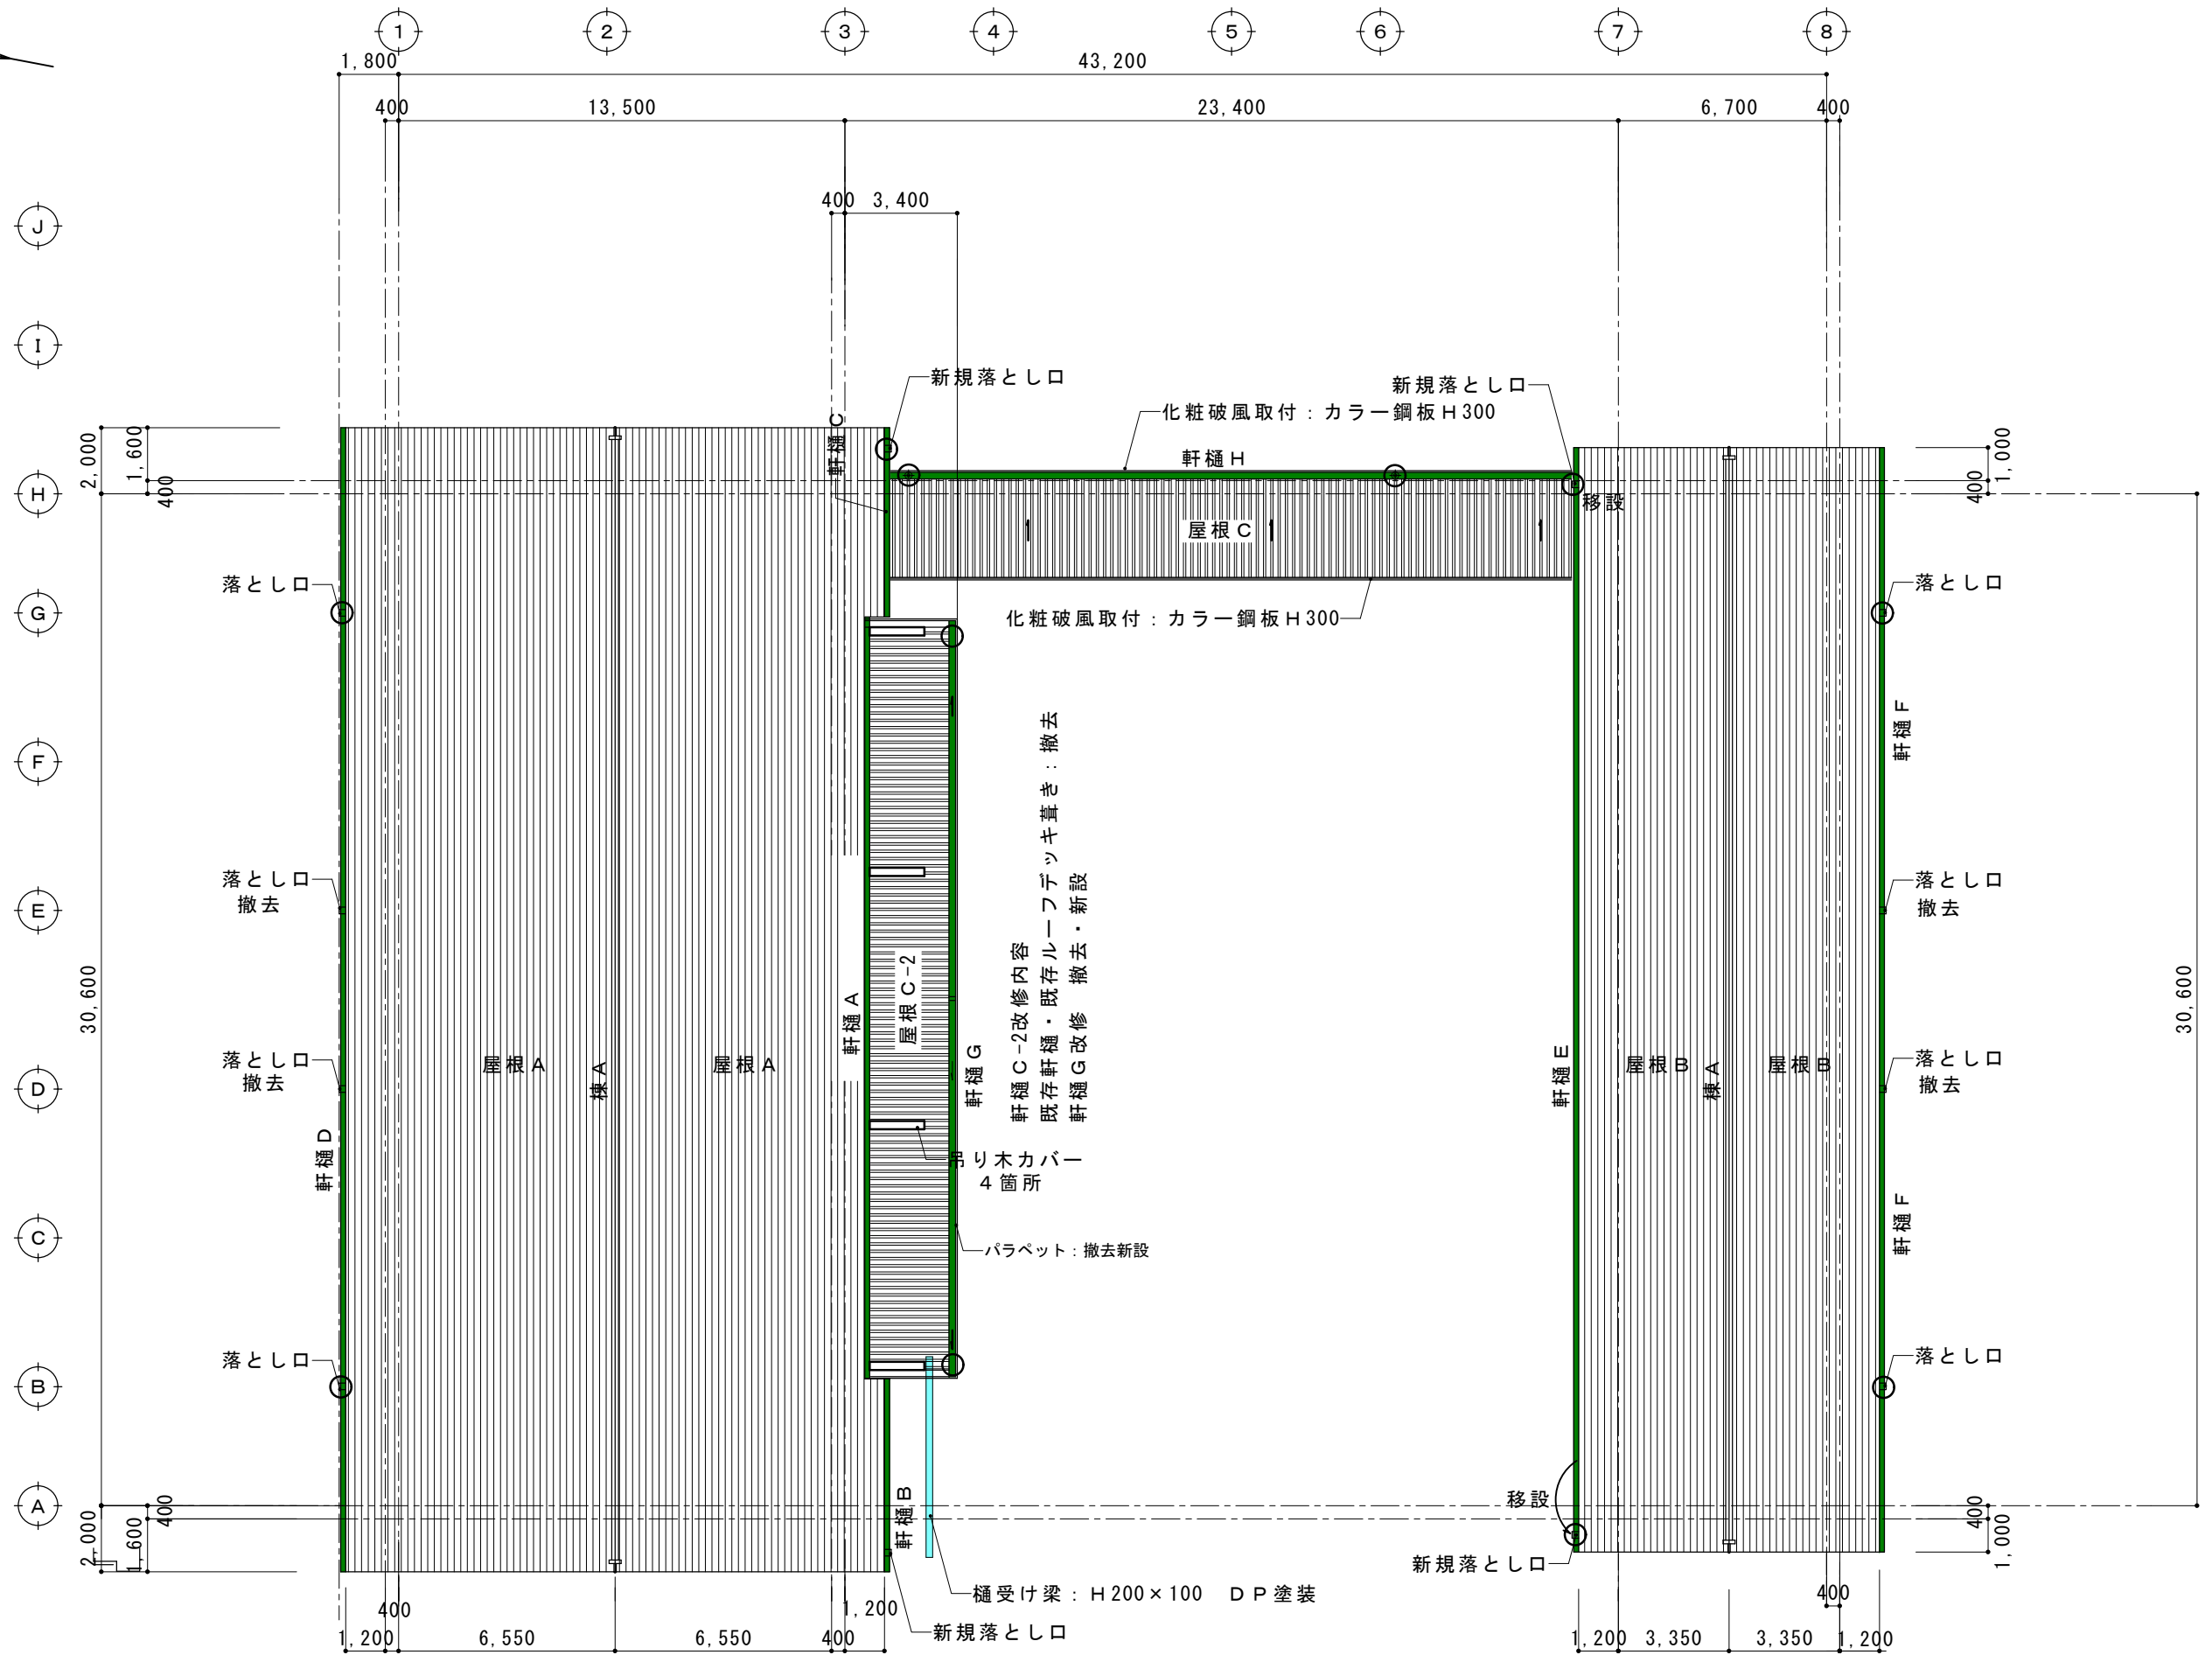 1
2
3
4
5
6
7
8
1,800
43,200
400
13,500
23,400
6,700
400
400
3,400
J
I
H
G
F
E
D
C
B
A
新規落とし口
新規落とし口
化粧破風取付：カラー鋼板Ｈ300
軒樋Ｃ
軒樋Ｈ
2,000
1,600
400
1,000
400
移設
屋根Ｃ
落とし口
落とし口
化粧破風取付：カラー鋼板Ｈ300
軒樋Ｆ
落とし口
撤去
落とし口
撤去
軒樋Ｃ-2改修内容
既存軒樋・既存ルーフデッキ葺き：撤去
軒樋Ｇ改修　撤去・新設
30,600
30,600
軒樋Ａ
屋根Ｃ-2
軒樋Ｇ
軒樋Ｅ
落とし口
撤去
屋根Ａ
棟Ａ
屋根Ａ
屋根Ｂ
棟Ａ
屋根Ｂ
落とし口
撤去
軒樋Ｄ
吊り木カバー
４箇所
軒樋Ｆ
パラペット：撤去新設
落とし口
落とし口
軒樋Ｂ
移設
400
2,000
1,600
400
1,000
新規落とし口
樋受け梁：Ｈ200×100　ＤＰ塗装
新規落とし口
400
1,200
400
1,200
6,550
6,550
400
1,200
3,350
3,350
1,200